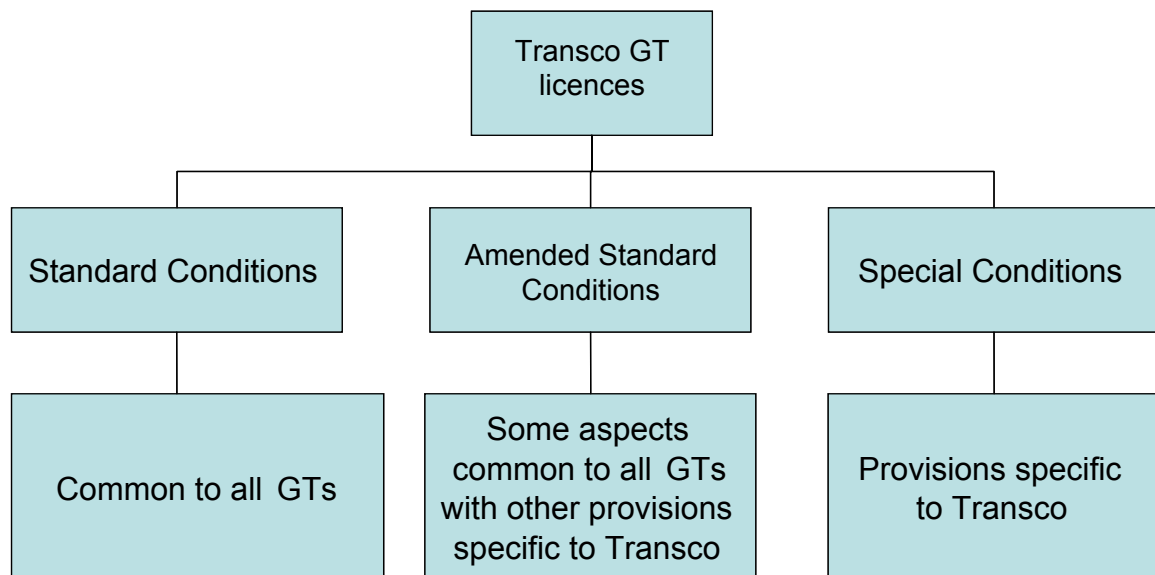 Transco GT
licences
Standard Conditions
Amended Standard
Conditions
Special Conditions
Common to all GTs
Some aspects
common to all GTs
with other provisions
specific to Transco
Provisions specific
to Transco